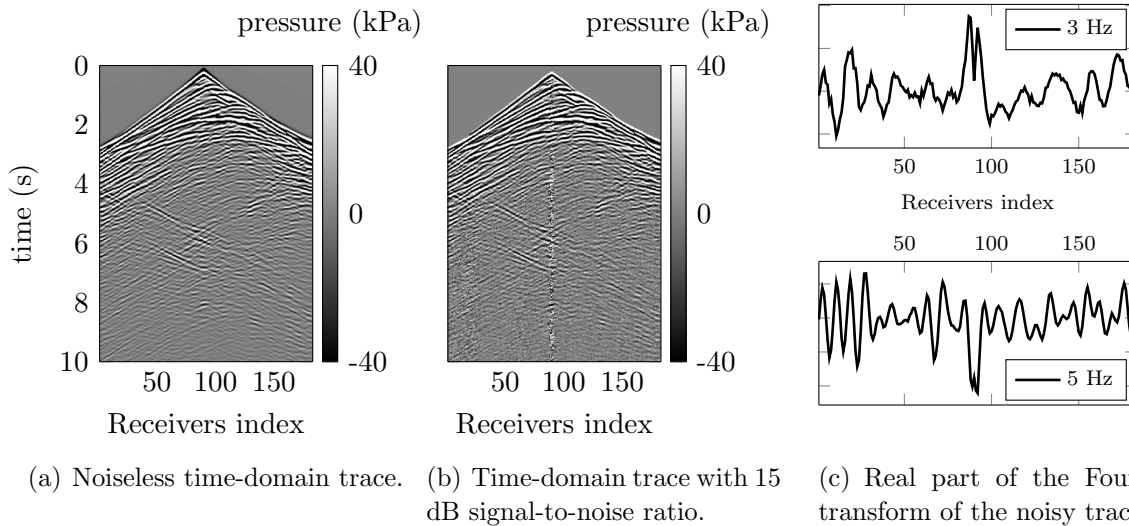 pressure (kPa)
0
2
4
6
8
10
time (s)
50 100 150
Receivers index
40
0
-40
(a) Noiseless time-domain trace.
pressure (kPa)
50 100 150
Receivers index
40
0
-40
(b) Time-domain trace with 15
dB signal-to-noise ratio.
3 Hz
50 100 150
Receivers index
50 100 150
5 Hz
(c) Real part of the
transform of the noisy